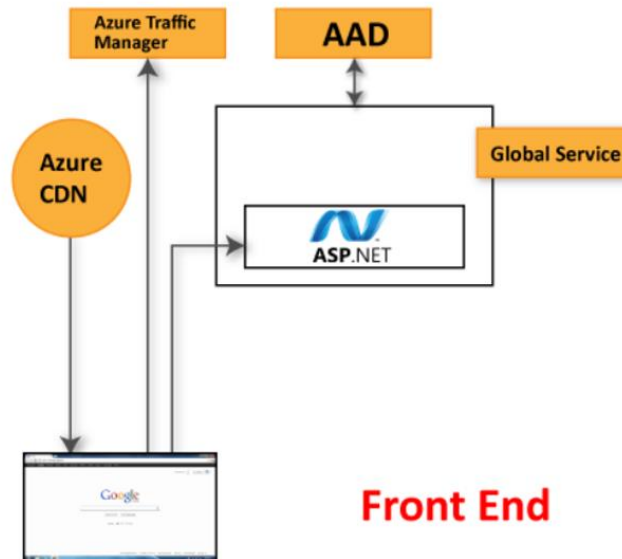 Azure Traffic
Manager
AAD
Azure
CDN
Global Service
ASP.NET
Google
Front End